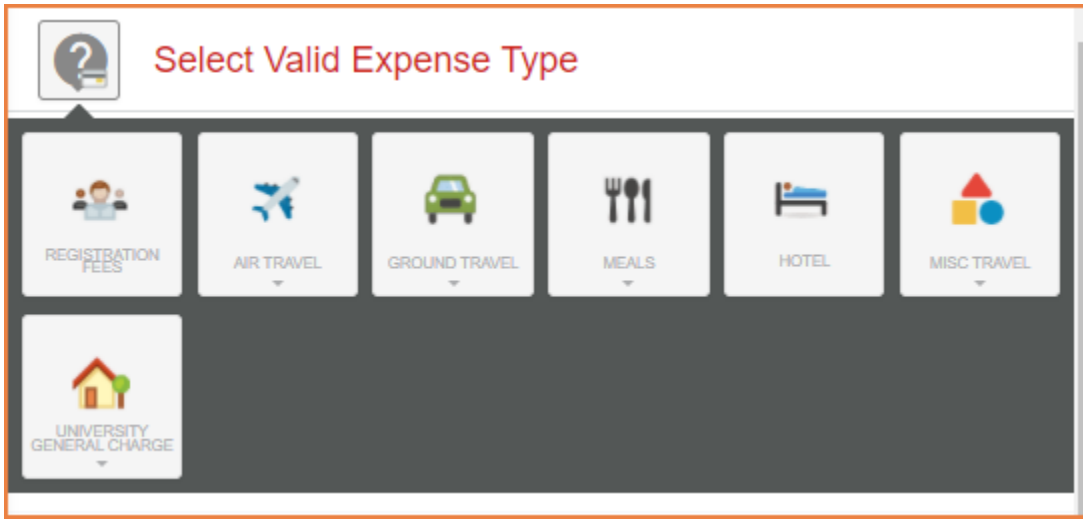 Select Valid Expense Type
REGISTRATION
FEES
AIR TRAVEL
GROUND TRAVEL
MEALS
HOTEL
MISC TRAVEL
UNIVERSITY
GENERAL CHARGE